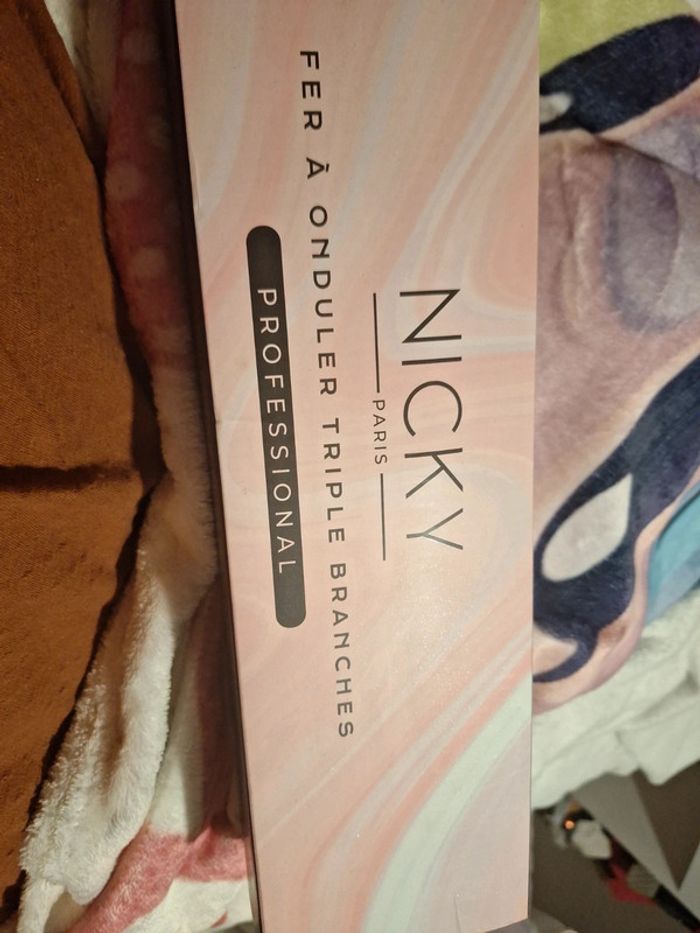 NICKY
PARIS
FER À ONDULER TRIPLE BRANCHES
PROFESSIONAL